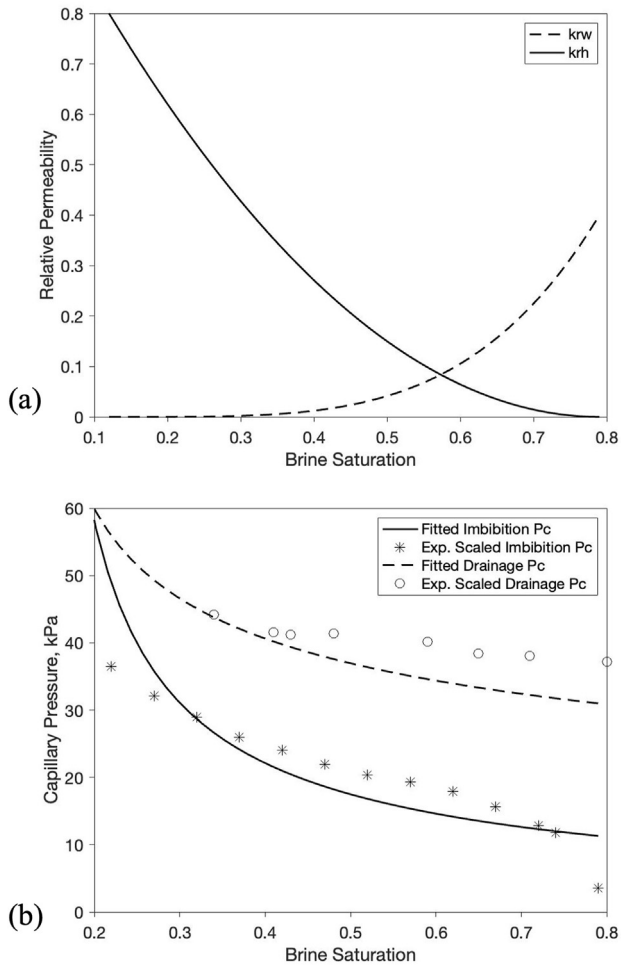 0.8
0.7
0.6
0.5
0.4
0.3
0.2
0.1
0
Relative Permeability
krw
krh
0.1 0.2 0.3 0.4 0.5 0.6 0.7 0.8
Brine Saturation
(a)
60
50
40
30
20
10
0
Capillary Pressure, kPa
Fitted Imbibition Pc
Exp. Scaled Imbibition Pc
Fitted Drainage Pc
Exp. Scaled Drainage Pc
0.2 0.3 0.4 0.5 0.6 0.7 0.8
Brine Saturation
(b)